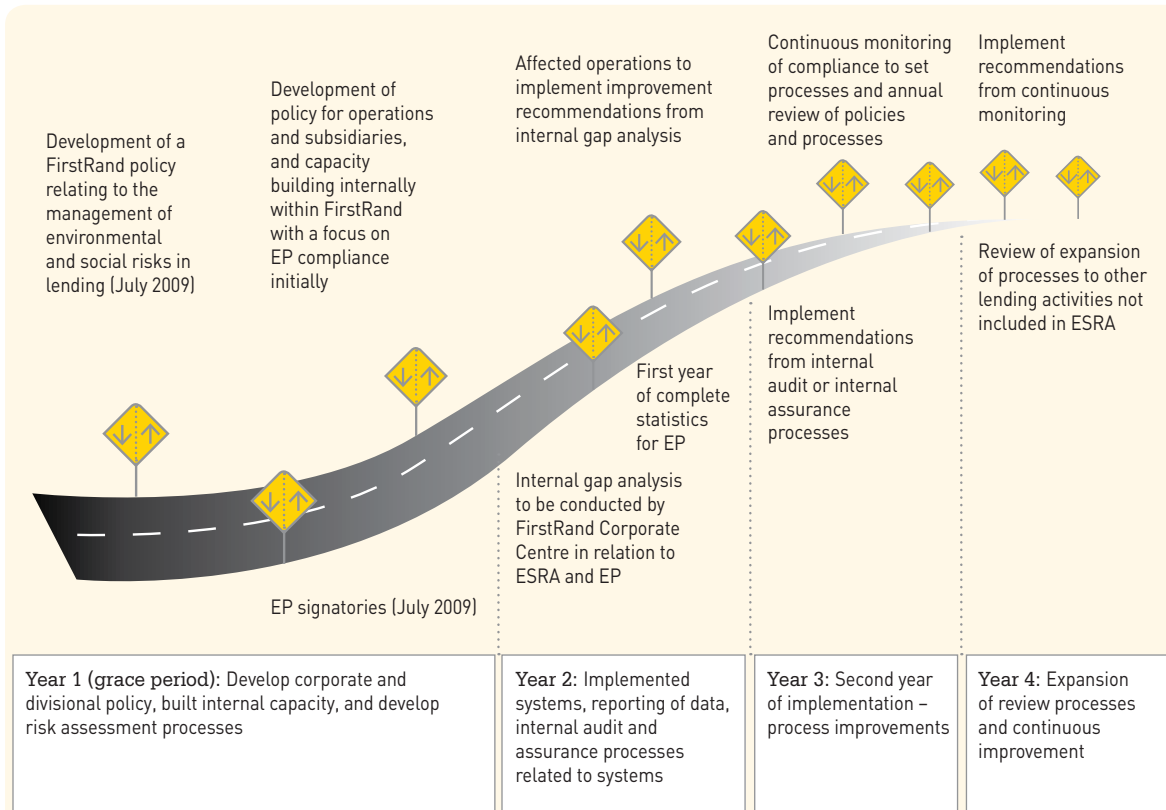 Development of a
FirstRand policy
relating to the
management of
environmental
and social risks in
lending (July 2009)
Development of
policy for operations
and subsidiaries,
and capacity
building internally
within FirstRand
with a focus on
EP compliance
initially
EP signatories (July 2009)
Affected operations to
implement improvement
recommendations from
internal gap analysis
First year
of complete
statistics
for EP
Internal gap analysis
to be conducted by
FirstRand Corporate
Centre in relation to
ESRA and EP
Continuous monitoring
of compliance to set
processes and annual
review of policies
and processes
Implement
recommendations
from internal
audit or internal
assurance
processes
Implement
recommendations
from continuous
monitoring
Review of expansion
of processes to other
lending activities not
included in ESRA
Year 1 (grace period): Develop corporate and
divisional policy, built internal capacity, and develop
risk assessment processes
Year 2: Implemented
systems, reporting of data,
internal audit and
assurance processes
related to systems
Year 3: Second year
of implementation –
process improvements
Year 4: Expansion
of review processes
and continuous
improvement